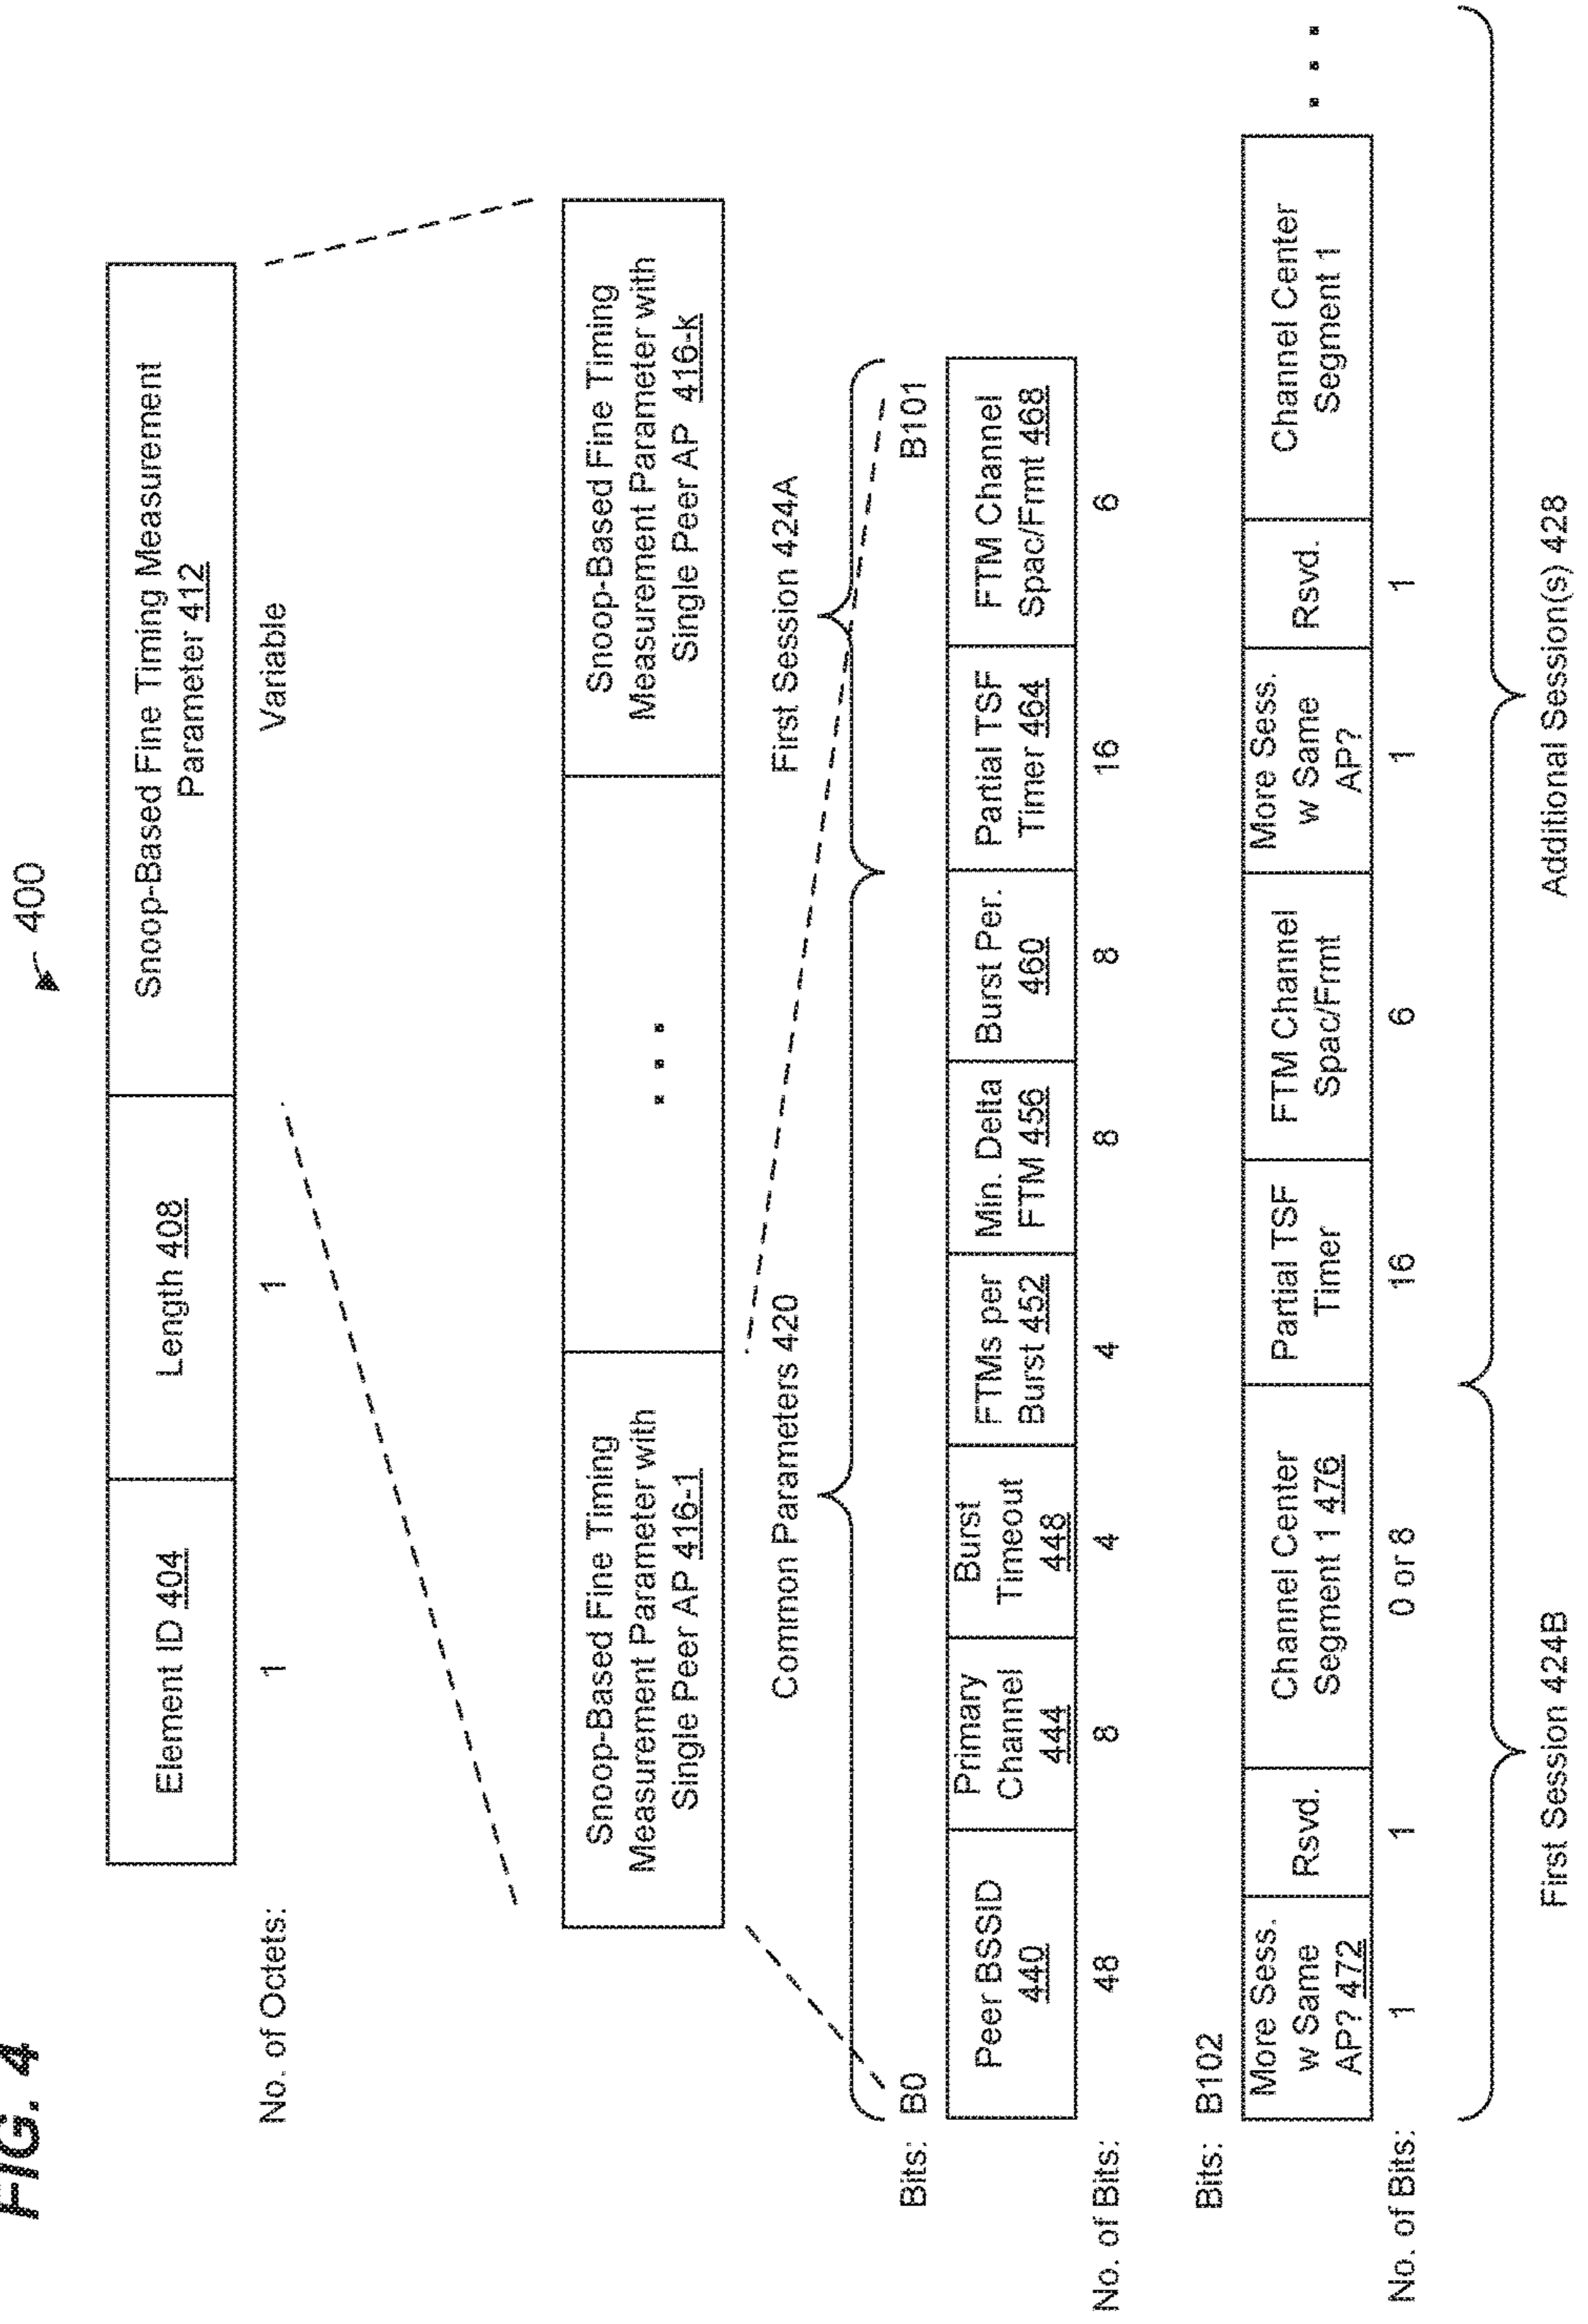 FIG. 4
400
Element ID 404
Length 408
Snoop-Based Fine Timing Measurement
Parameter 412
No. of Octets:
1
1
Variable
Snoop-Based Fine Timing
Measurement Parameter with
Single Peer AP 416-1
Snoop-Based Fine Timing
Measurement Parameter with
Single Peer AP 416-k
Common Parameters 420
First Session 424A
Bits:
B0
B101
Peer BSSID
440
Primary
Channel
444
Burst
Timeout
448
FTMs per
Burst 452
Min. Delta
FTM 456
Burst Per.
460
Partial TSF
Timer 464
FTM Channel
Spac/Frmt 468
No. of Bits:
48
8
4
4
8
8
16
6
Bits:
B102
More Sess.
w Same
AP? 472
Rsvd.
Channel Center
Segment 1 476
Partial TSF
Timer
FTM Channel
Spac/Frmt
More Sess.
w Same
AP?
Rsvd.
Channel Center
Segment 1
No. of Bits:
1
1
0 or 8
16
6
1
1
First Session 424B
Additional Session(s) 428